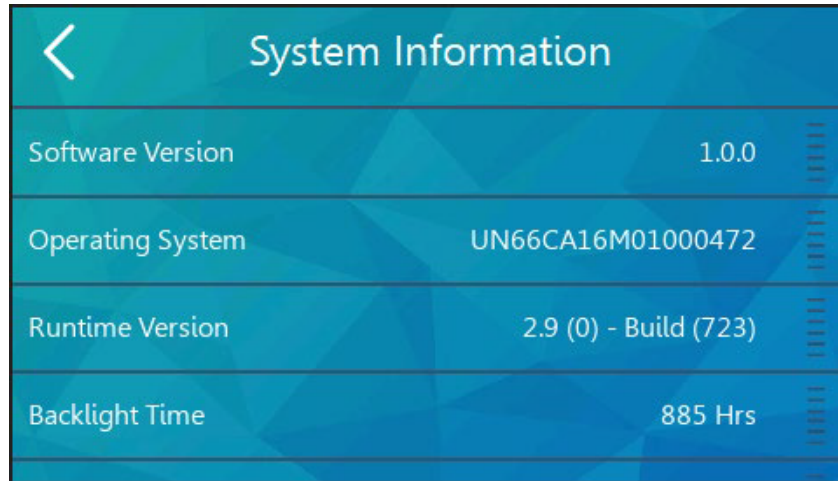 System Information
Software Version 1.0.0
Operating System UN66CA16M01000472
Runtime Version 2.9 (0) - Build (723)
Backlight Time 885 Hrs